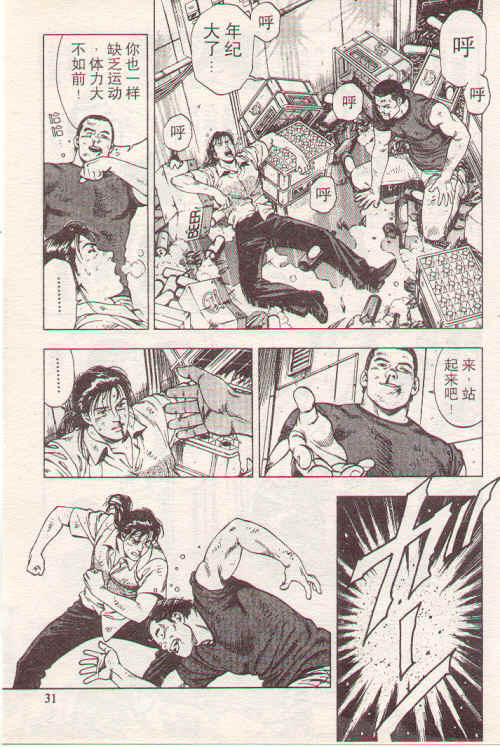 呼
呼
年纪
大了…
呼
呼
呼
你也一样
缺乏运动
，体力大
不如前！
哈哈…
…………
来，站
起来吧！
…………
31